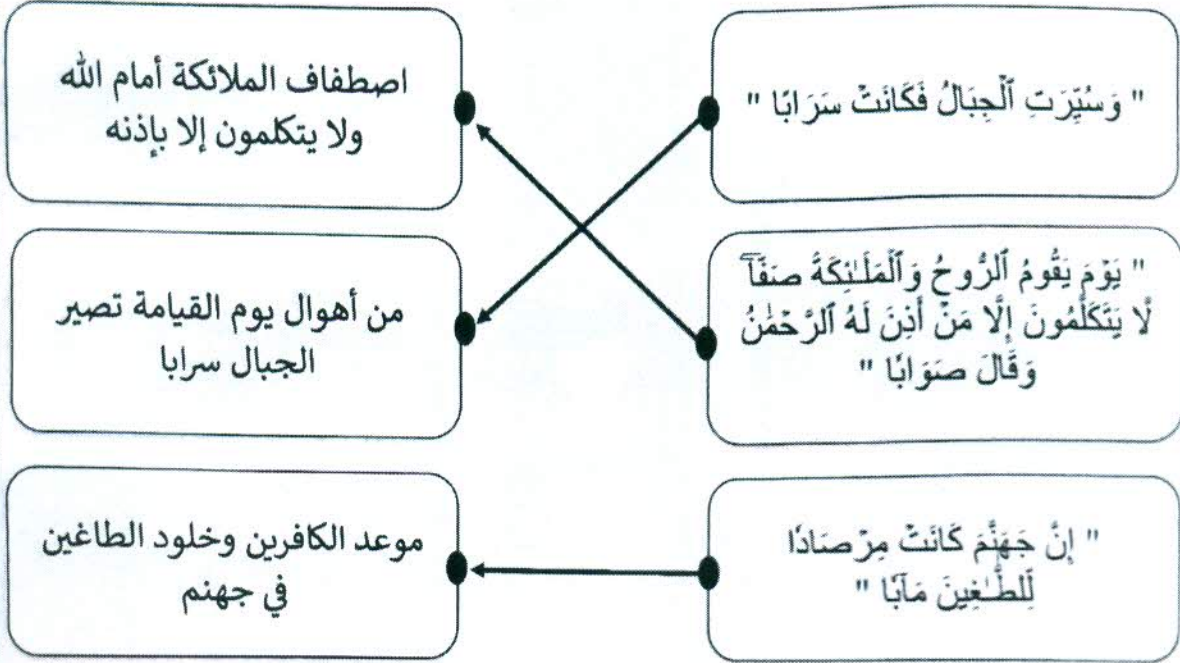 " وَسُيِّرَتِ ٱلْجِبَالُ فَكَانَتْ سَرَابًا "
اصطفاف الملائكة أمام الله
ولا يتكلمون إلا بإذنه
" يَوْمَ يَقُومُ ٱلرُّوحُ وَٱلْمَلَـٰٓئِكَةُ صَفًّاۖ
لَّا يَتَكَلَّمُونَ إِلَّا مَنْ أَذِنَ لَهُ ٱلرَّحْمَٰنُ
وَقَالَ صَوَابًا "
من أهوال يوم القيامة تصير
الجبال سرابا
" إِنَّ جَهَنَّمَ كَانَتْ مِرْصَادًا
لِّلطَّـٰغِينَ مَـَٔابًا "
موعد الكافرين وخلود الطاغين
في جهنم